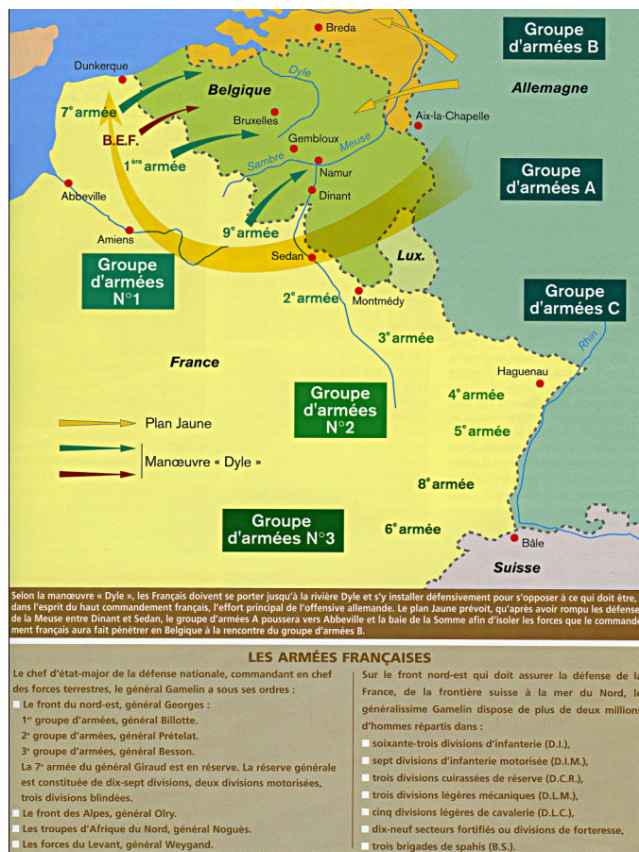 Breda
Groupe
d'armées B
Dunkerque
Dyle
Belgique
Allemagne
7e armée
Bruxelles
Aix-la-Chapelle
B.E.F.
Gembloux
Meuse
1ère armée
Sambre
Namur
Groupe
d'armées A
Abbeville
Dinant
9e armée
Amiens
Lux.
Sedan
Groupe
d'armées
N°1
2e armée
Montmédy
Groupe
d'armées C
3e armée
Rhin
France
Haguenau
4e armée
Groupe
d'armées
N°2
5e armée
Plan Jaune
Manœuvre « Dyle »
8e armée
Groupe
d'armées N°3
6e armée
Bâle
Suisse
Selon la manœuvre « Dyle », les Français doivent se porter jusqu'à la rivière Dyle et s'y installer défensivement pour s'opposer à ce qui doit être,
dans l'esprit du haut commandement français, l'effort principal de l'offensive allemande. Le plan Jaune prévoit, qu'après avoir rompu les défenses
de la Meuse entre Dinant et Sedan, le groupe d'armées A poussera vers Abbeville et la baie de la Somme afin d'isoler les forces que le commande
ment français aura fait pénétrer en Belgique à la rencontre du groupe d'armées B.
LES ARMÉES FRANÇAISES
Le chef d'état-major de la défense nationale, commandant en chef
des forces terrestres, le général Gamelin a sous ses ordres :
Le front du nord-est, général Georges :
1er groupe d'armées, général Billotte.
2e groupe d'armées, général Prételat.
3e groupe d'armées, général Besson.
La 7e armée du général Giraud est en réserve. La réserve générale
est constituée de dix-sept divisions, deux divisions motorisées,
trois divisions blindées.
Le front des Alpes, général Olry.
Les troupes d'Afrique du Nord, général Noguès.
Les forces du Levant, général Weygand.
Sur le front nord-est qui doit assurer la défense de la
France, de la frontière suisse à la mer du Nord, le
généralissime Gamelin dispose de plus de deux millions
d'hommes répartis dans :
soixante-trois divisions d'infanterie (D.I.),
sept divisions d'infanterie motorisée (D.I.M.),
trois divisions cuirassées de réserve (D.C.R.),
trois divisions légères mécaniques (D.L.M.),
cinq divisions légères de cavalerie (D.L.C.),
dix-neuf secteurs fortifiés ou divisions de forteresse,
trois brigades de spahis (B.S.).